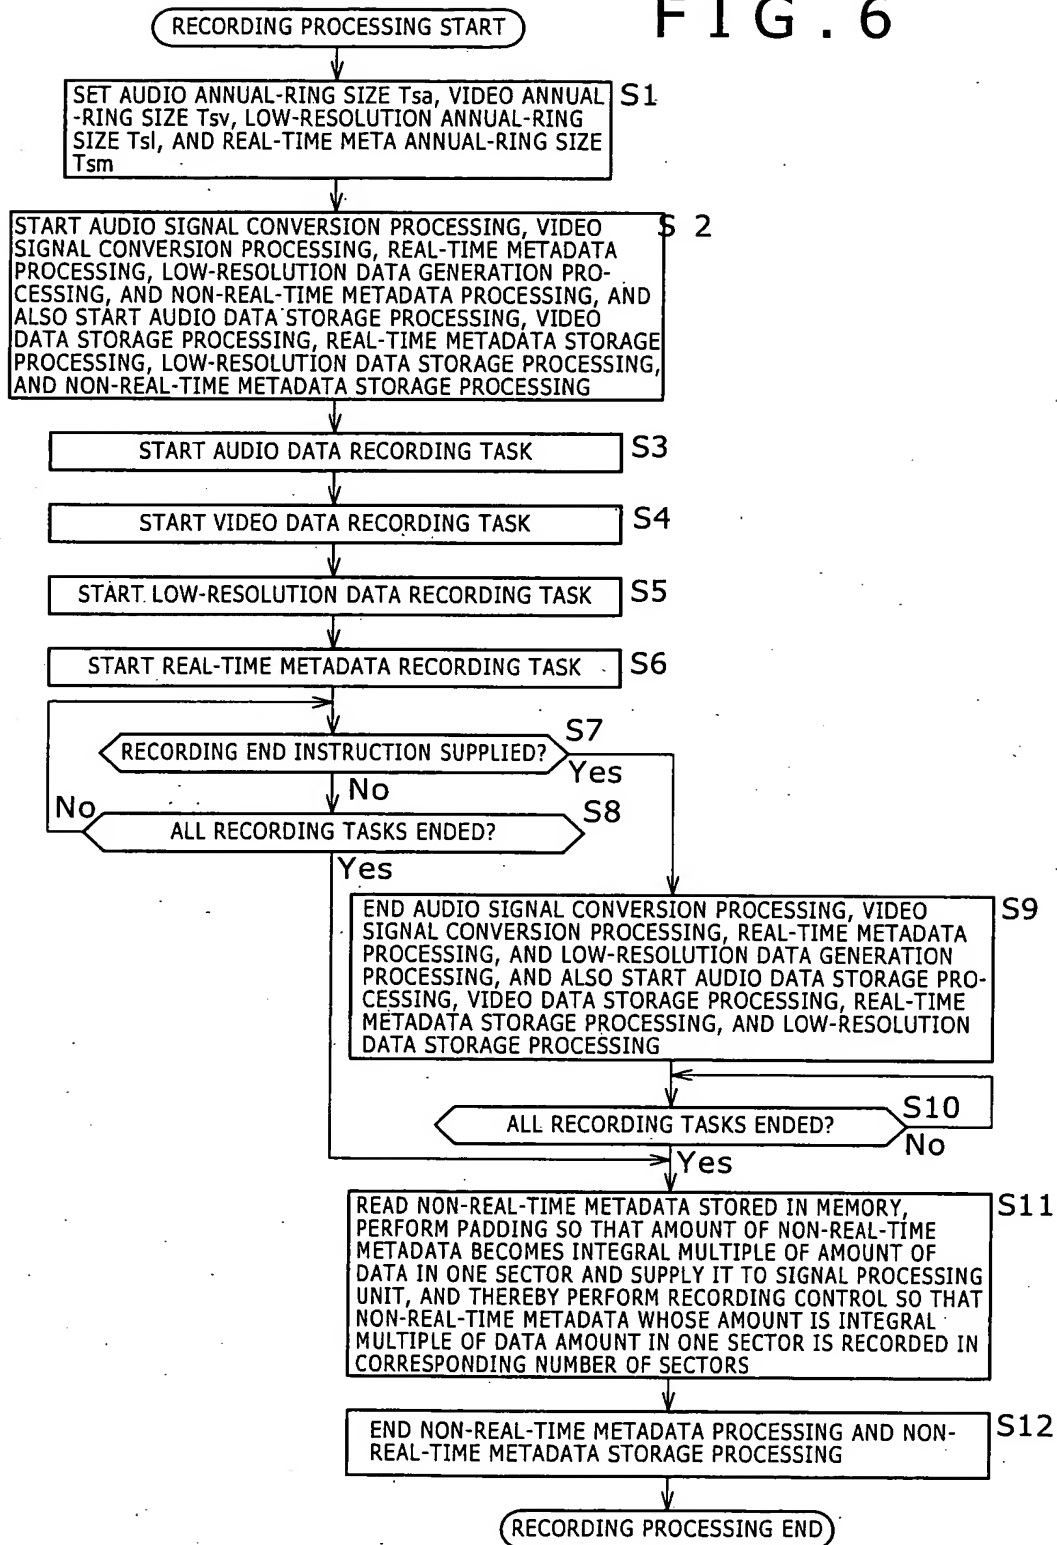 FIG.6
RECORDING PROCESSING START
S1
SET AUDIO ANNUAL-RING SIZE Tsa, VIDEO ANNUAL
-RING SIZE Tsv, LOW-RESOLUTION ANNUAL-RING
SIZE Tsl, AND REAL-TIME META ANNUAL-RING SIZE
Tsm
S 2
START AUDIO SIGNAL CONVERSION PROCESSING, VIDEO
SIGNAL CONVERSION PROCESSING, REAL-TIME METADATA
PROCESSING, LOW-RESOLUTION DATA GENERATION PRO-
CESSING, AND NON-REAL-TIME METADATA PROCESSING, AND
ALSO START AUDIO DATA STORAGE PROCESSING, VIDEO
DATA STORAGE PROCESSING, REAL-TIME METADATA STORAGE
PROCESSING, LOW-RESOLUTION DATA STORAGE PROCESSING,
AND NON-REAL-TIME METADATA STORAGE PROCESSING
START AUDIO DATA RECORDING TASK
S3
START VIDEO DATA RECORDING TASK
S4
START LOW-RESOLUTION DATA RECORDING TASK
S5
START REAL-TIME METADATA RECORDING TASK
S6
S7
RECORDING END INSTRUCTION SUPPLIED?
Yes
No
No
S8
ALL RECORDING TASKS ENDED?
Yes
S9
END AUDIO SIGNAL CONVERSION PROCESSING, VIDEO
SIGNAL CONVERSION PROCESSING, REAL-TIME METADATA
PROCESSING, AND LOW-RESOLUTION DATA GENERATION
PROCESSING, AND ALSO START AUDIO DATA STORAGE PRO-
CESSING, VIDEO DATA STORAGE PROCESSING, REAL-TIME
METADATA STORAGE PROCESSING, AND LOW-RESOLUTION
DATA STORAGE PROCESSING
S10
ALL RECORDING TASKS ENDED?
No
Yes
S11
READ NON-REAL-TIME METADATA STORED IN MEMORY,
PERFORM PADDING SO THAT AMOUNT OF NON-REAL-TIME
METADATA BECOMES INTEGRAL MULTIPLE OF AMOUNT OF
DATA IN ONE SECTOR AND SUPPLY IT TO SIGNAL PROCESSING
UNIT, AND THEREBY PERFORM RECORDING CONTROL SO THAT
NON-REAL-TIME METADATA WHOSE AMOUNT IS INTEGRAL
MULTIPLE OF DATA AMOUNT IN ONE SECTOR IS RECORDED IN
CORRESPONDING NUMBER OF SECTORS
S12
END NON-REAL-TIME METADATA PROCESSING AND NON-
REAL-TIME METADATA STORAGE PROCESSING
RECORDING PROCESSING END